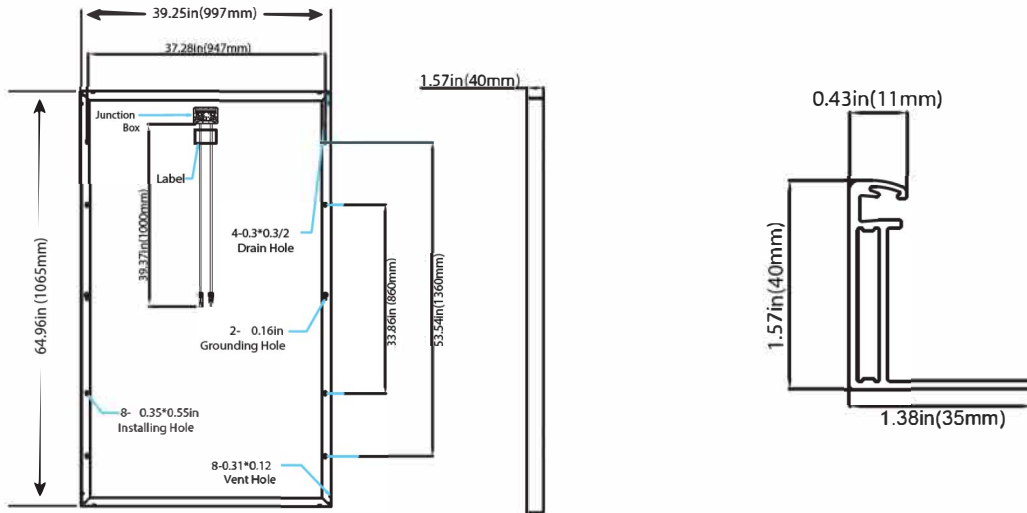 39.25in(997mm)
37.28in(947mm)
Junction
Box
Label
39.37in(1000mm)
64.96in (1065mm)
4-0.3*0.3/2
Drain Hole
2- 0.16in
Grounding Hole
8- 0.35*0.55in
Installing Hole
8-0.31*0.12
Vent Hole
33.86in (860mm)
53.54in(1360mm)
1.57in(40mm)
0.43in(11mm)
1.57in(40mm)
1.38in(35mm)